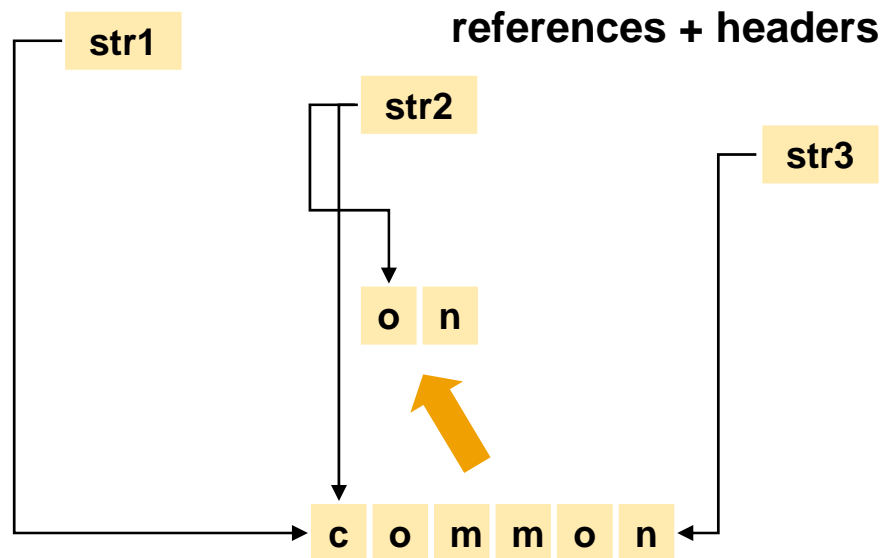 references + headers
str1
str2
str3
o n
c o m m o n